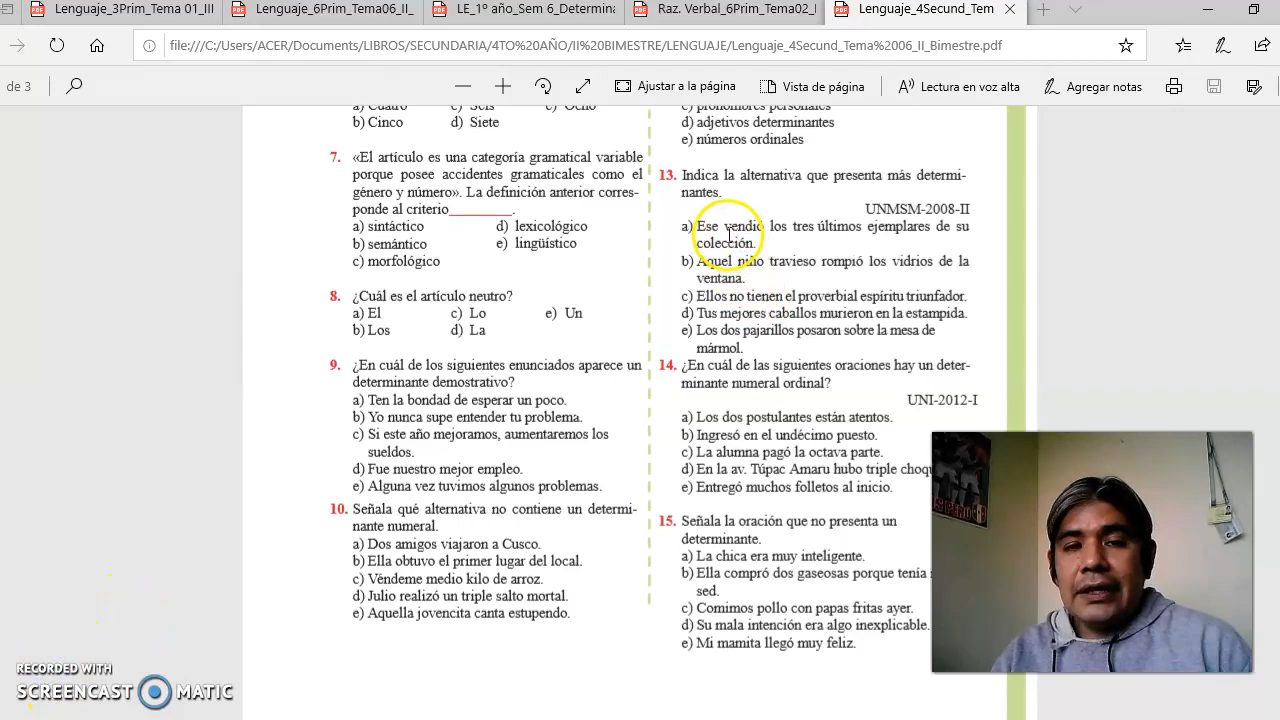 Lenguaje_3Prim_Tema 01_III
Lenguaje_6Prim_Tema06_II_
LE_1º año_Sem 6_Determina
Raz. Verbal_6Prim_Tema02_I
Lenguaje_4Secund_Tem
file:///C:/Users/ACER/Documents/LIBROS/SECUNDARIA/4TO%20AÑO/II%20BIMESTRE/LENGUAJE/Lenguaje_4Secund_Tema%2006_II_Bimestre.pdf
de 3
Ajustar a la página
Vista de página
Lectura en voz alta
Agregar notas
a) Cuatro c) Seis e) Ocho
b) Cinco d) Siete
7. «El artículo es una categoría gramatical variable
porque posee accidentes gramaticales como el
género y número». La definición anterior corres-
ponde al criterio_________.
a) sintáctico d) lexicológico
b) semántico e) lingüístico
c) morfológico
8. ¿Cuál es el artículo neutro?
a) El c) Lo e) Un
b) Los d) La
9. ¿En cuál de los siguientes enunciados aparece un
determinante demostrativo?
a) Ten la bondad de esperar un poco.
b) Yo nunca supe entender tu problema.
c) Si este año mejoramos, aumentaremos los
sueldos.
d) Fue nuestro mejor empleo.
e) Alguna vez tuvimos algunos problemas.
10. Señala qué alternativa no contiene un determi-
nante numeral.
a) Dos amigos viajaron a Cusco.
b) Ella obtuvo el primer lugar del local.
c) Véndeme medio kilo de arroz.
d) Julio realizó un triple salto mortal.
e) Aquella jovencita canta estupendo.
c) pronombres personales
d) adjetivos determinantes
e) números ordinales
13. Indica la alternativa que presenta más determi-
nantes.
UNMSM-2008-II
a) Ese vendió los tres últimos ejemplares de su
colección.
b) Aquel niño travieso rompió los vidrios de la
ventana.
c) Ellos no tienen el proverbial espíritu triunfador.
d) Tus mejores caballos murieron en la estampida.
e) Los dos pajarillos posaron sobre la mesa de
mármol.
14. ¿En cuál de las siguientes oraciones hay un deter-
minante numeral ordinal?
UNI-2012-I
a) Los dos postulantes están atentos.
b) Ingresó en el undécimo puesto.
c) La alumna pagó la octava parte.
d) En la av. Túpac Amaru hubo triple choqu
e) Entregó muchos folletos al inicio.
15. Señala la oración que no presenta un
determinante.
a) La chica era muy inteligente.
b) Ella compró dos gaseosas porque tenía
sed.
c) Comimos pollo con papas fritas ayer.
d) Su mala intención era algo inexplicable.
e) Mi mamita llegó muy feliz.
RECORDED WITH
SCREENCAST MATIC